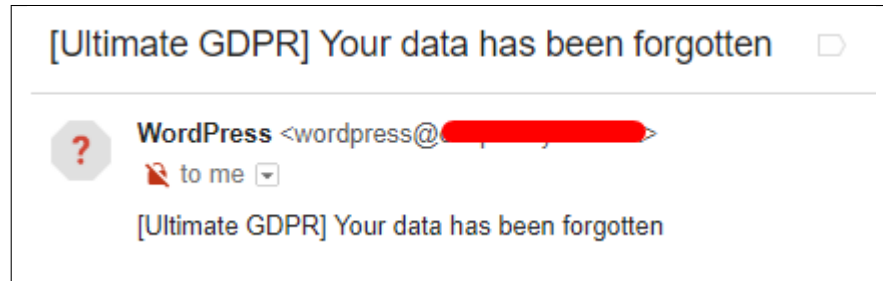 [Ultimate GDPR] Your data has been forgotten
?
WordPress <wordpress@
to me
[Ultimate GDPR] Your data has been forgotten